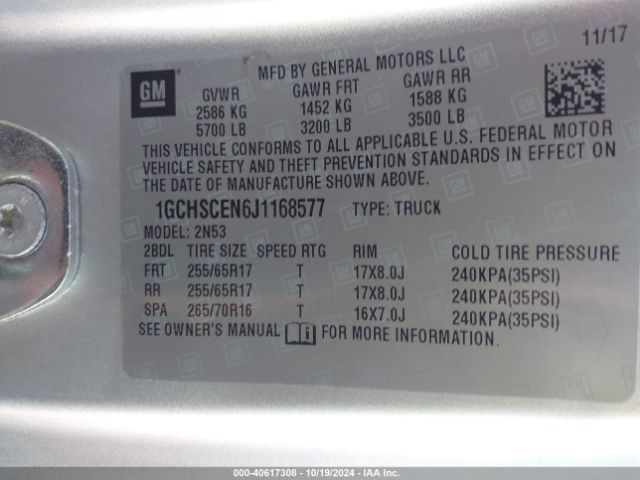 11/17
MFD BY GENERAL MOTORS LLC
GM
GVWR GAWR FRT GAWR RR
2586 KG 1452 KG 1588 KG
5700 LB 3200 LB 3500 LB
THIS VEHICLE CONFORMS TO ALL APPLICABLE U.S. FEDERAL MOTOR
VEHICLE SAFETY AND THEFT PREVENTION STANDARDS IN EFFECT ON
THE DATE OF MANUFACTURE SHOWN ABOVE.
1GCHSCEN6J1168577 TYPE: TRUCK
MODEL: 2N53
2BDL TIRE SIZE SPEED RTG RIM COLD TIRE PRESSURE
FRT 255/65R17 T 17X8.0J 240KPA(35PSI)
RR 255/65R17 T 17X8.0J 240KPA(35PSI)
SPA 265/70R16 T 16X7.0J 240KPA(35PSI)
SEE OWNER'S MANUAL FOR MORE INFORMATION.
000-40617308 - 10/19/2024 - IAA Inc.